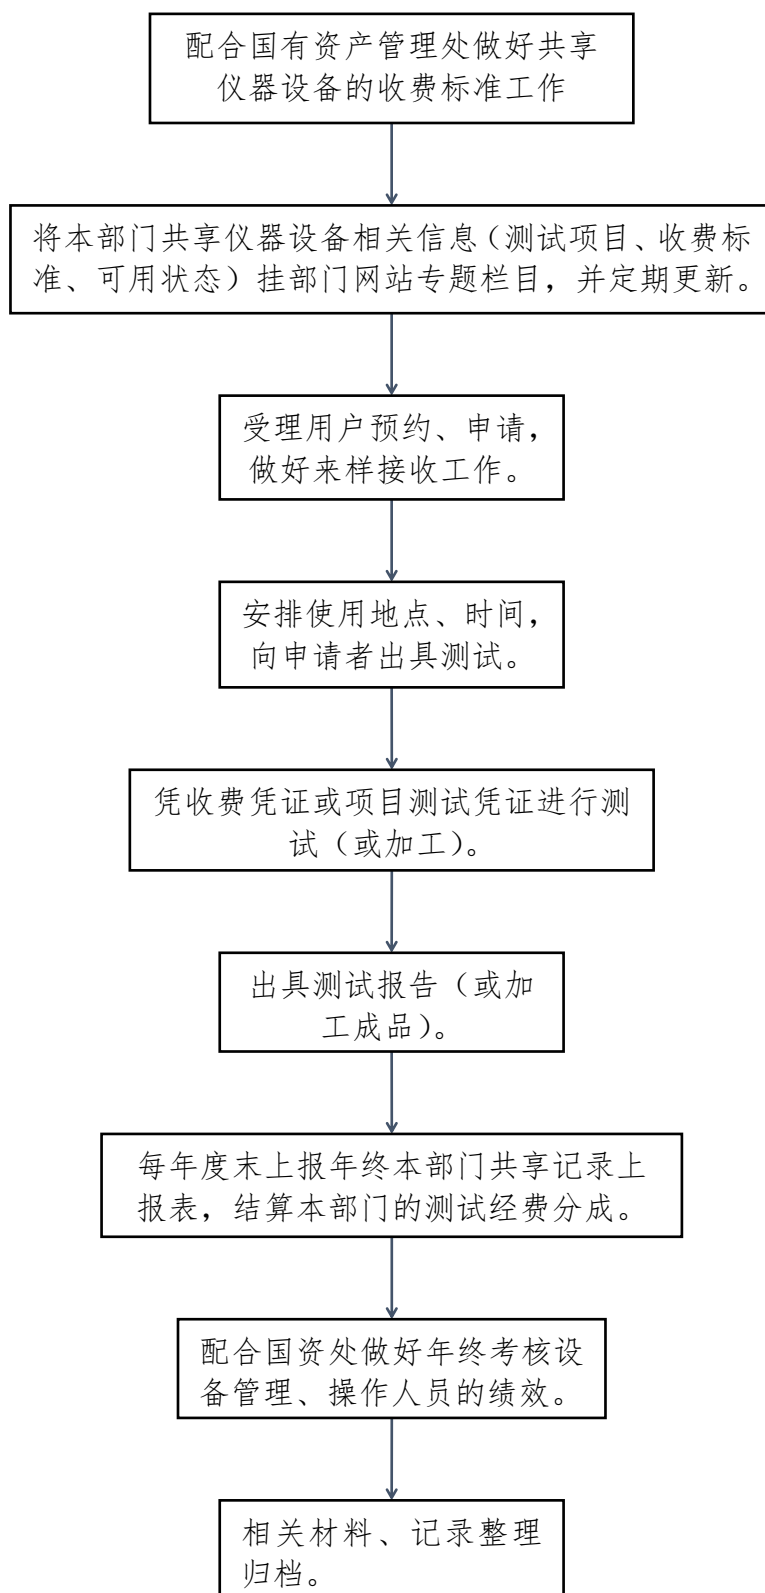 配合国有资产管理处做好共享
仪器设备的收费标准工作
将本部门共享仪器设备相关信息（测试项目、收费标
准、可用状态）挂部门网站专题栏目，并定期更新。
受理用户预约、申请，
做好来样接收工作。
安排使用地点、时间，
向申请者出具测试。
凭收费凭证或项目测试凭证进行测
试（或加工）。
出具测试报告（或加
工成品）。
每年度末上报年终本部门共享记录上
报表，结算本部门的测试经费分成。
配合国资处做好年终考核设
备管理、操作人员的绩效。
相关材料、记录整理
归档。